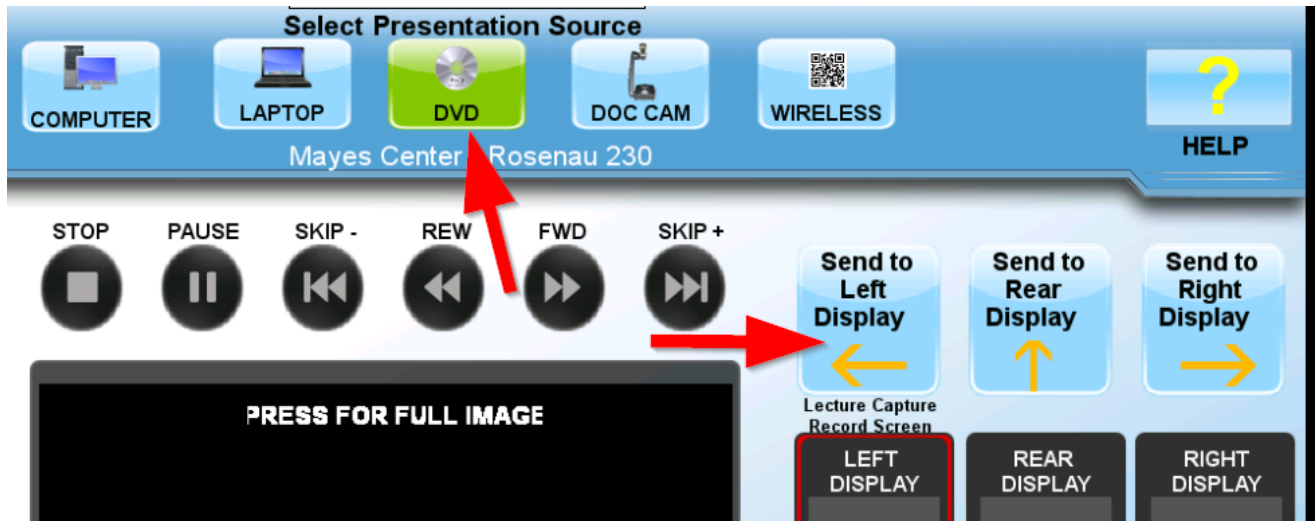 Select Presentation Source
COMPUTER
LAPTOP
DVD
DOC CAM
WIRELESS
?
HELP
Mayes Center Rosenau 230
STOP
PAUSE
SKIP -
REW
FWD
SKIP +
Send to
Left
Display
Send to
Rear
Display
Send to
Right
Display
PRESS FOR FULL IMAGE
Lecture Capture
Record Screen
LEFT
DISPLAY
REAR
DISPLAY
RIGHT
DISPLAY